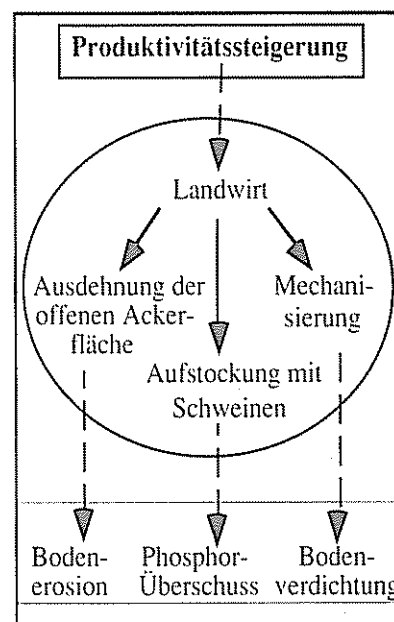 Produktivitätssteigerung
Landwirt
Ausdehnung der
offenen Acker-
fläche
Mechani-
sierung
Aufstockung mit
Schweinen
Boden-
erosion
Phosphor-
Überschuss
Boden-
verdichtung